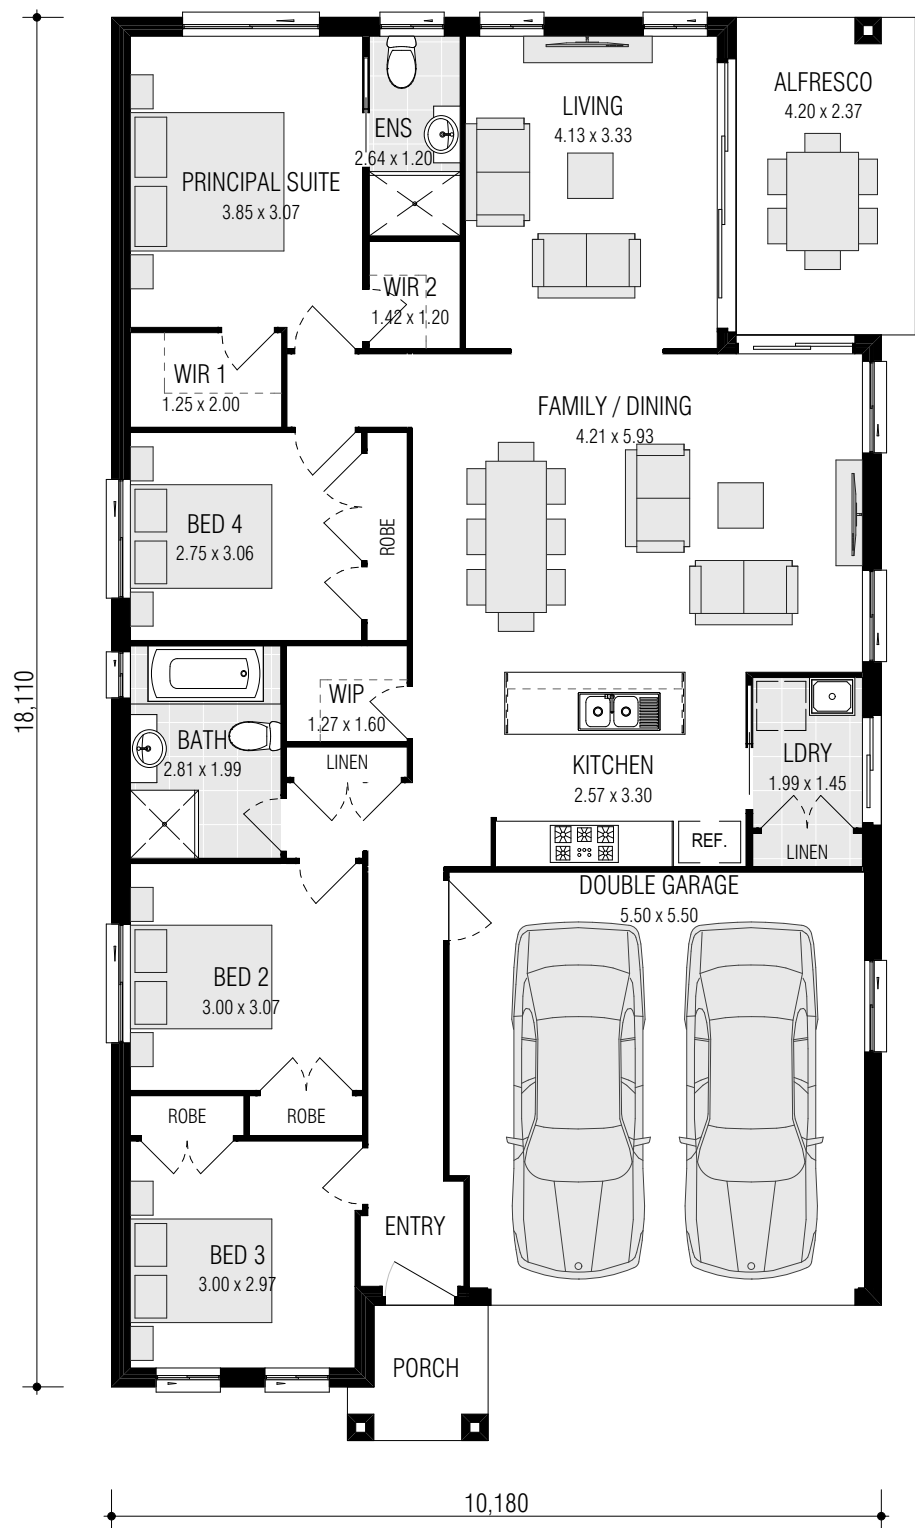 ALFRESCO
4.20 x 2.37
LIVING
4.13 x 3.33
ENS
2.64 x 1.20
PRINCIPAL SUITE
3.85 x 3.07
WIR 2
1.42 x 1.20
WIR 1
1.25 x 2.00
FAMILY / DINING
4.21 x 5.93
BED 4
2.75 x 3.06
ROBE
18,110
WIP
1.27 x 1.60
BATH
2.81 x 1.99
LINEN
KITCHEN
2.57 x 3.30
LDRY
1.99 x 1.45
REF.
LINEN
DOUBLE GARAGE
5.50 x 5.50
BED 2
3.00 x 3.07
ROBE
ROBE
ENTRY
BED 3
3.00 x 2.97
PORCH
10,180